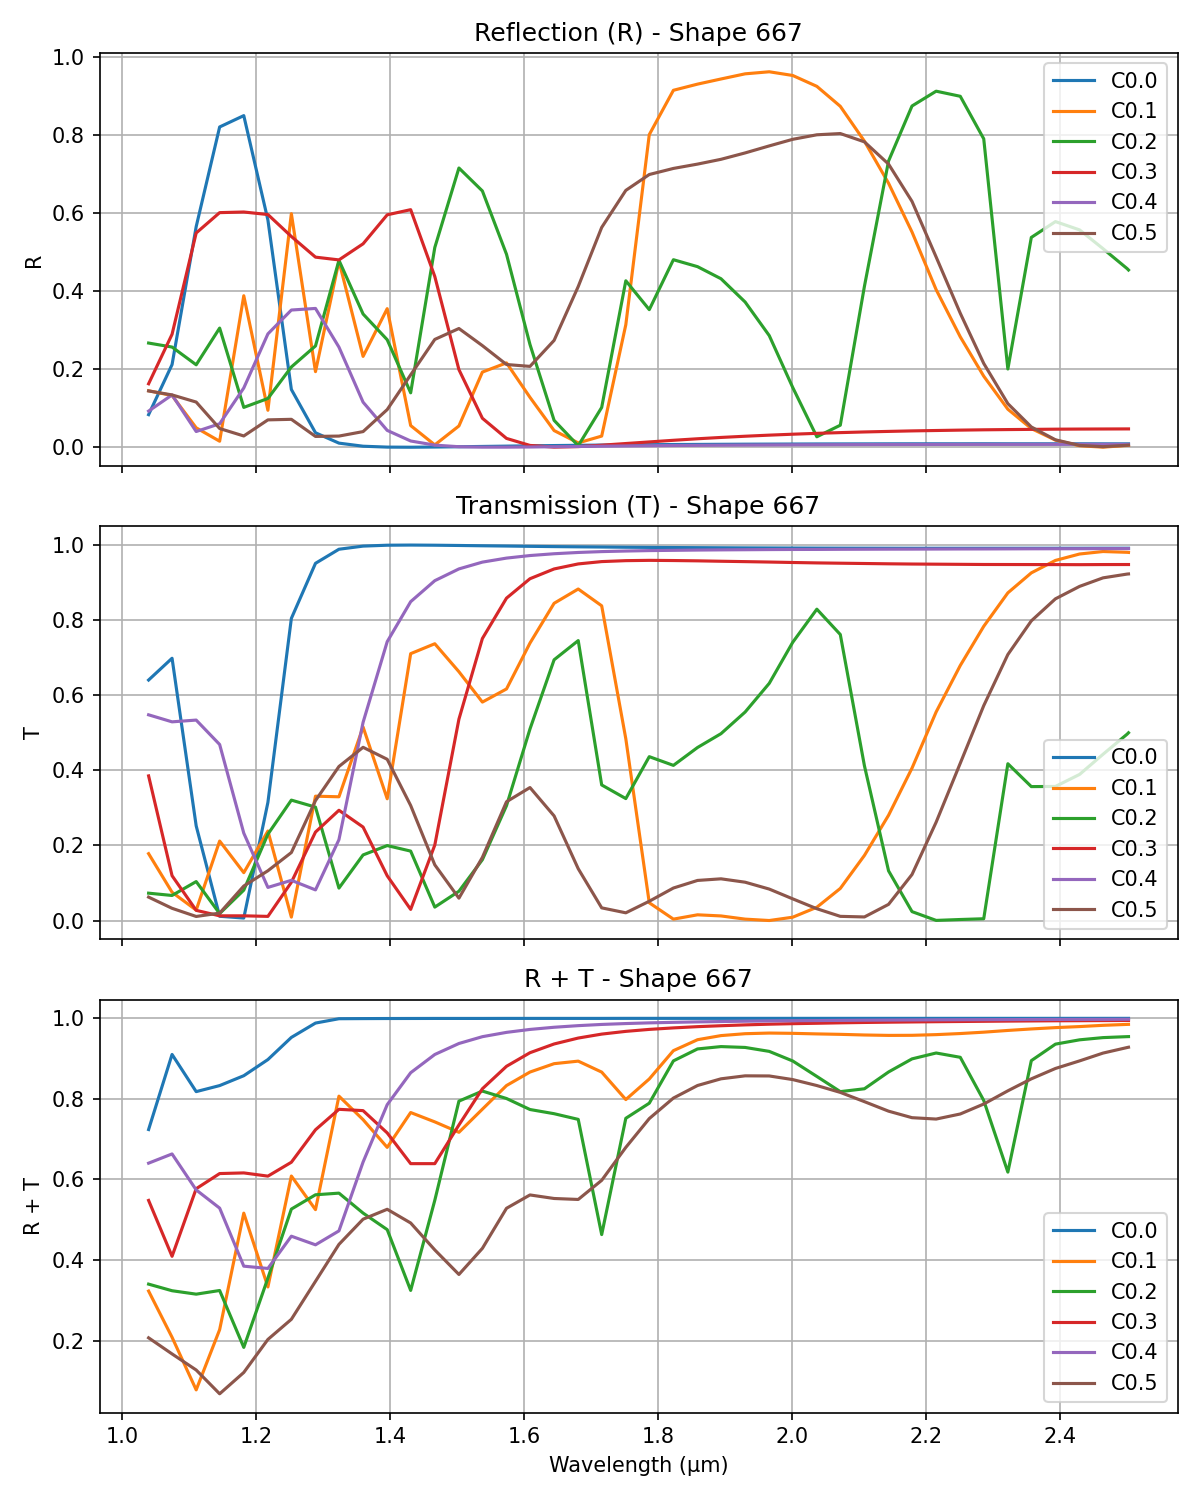 Reflection (R) - Shape 667
1.0
0.8
0.6
0.4
0.2
0.0
R
C0.0
C0.1
C0.2
C0.3
C0.4
C0.5
Transmission (T) - Shape 667
1.0
0.8
0.6
0.4
0.2
0.0
T
C0.0
C0.1
C0.2
C0.3
C0.4
C0.5
R + T - Shape 667
1.0
0.8
0.6
0.4
0.2
R + T
C0.0
C0.1
C0.2
C0.3
C0.4
C0.5
1.0 1.2 1.4 1.6 1.8 2.0 2.2 2.4
Wavelength (μm)